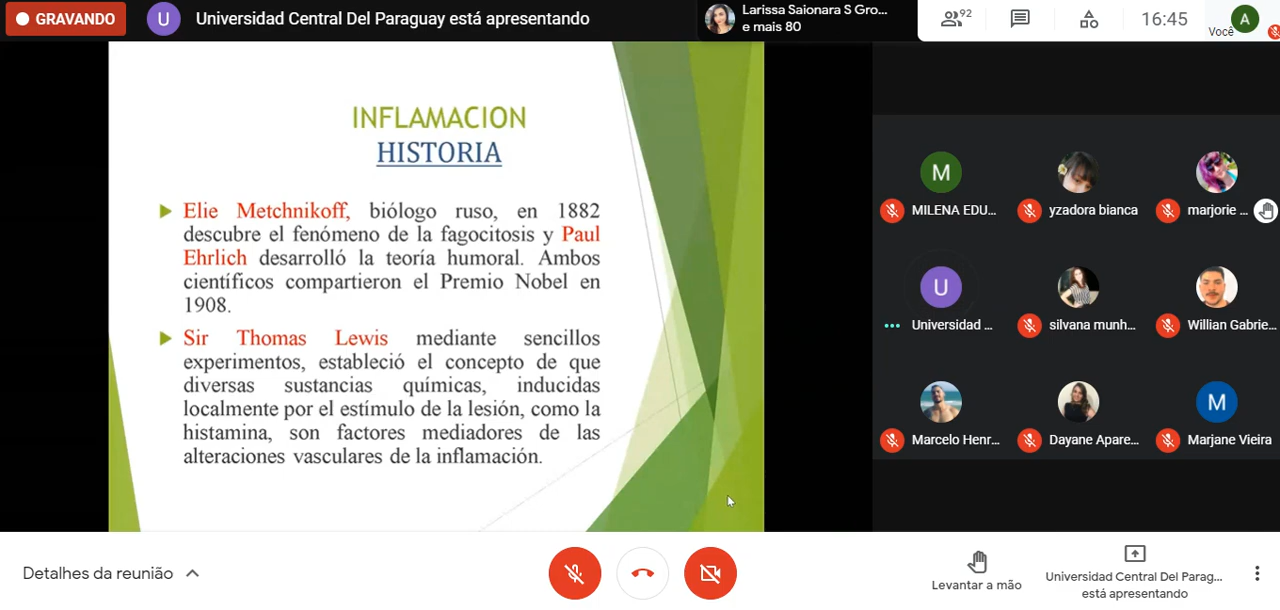 GRAVANDO
U
Universidad Central Del Paraguay está apresentando
Larissa Saionara S Gro...
e mais 80
92
16:45
Você
A
INFLAMACION
HISTORIA
Elie Metchnikoff, biólogo ruso, en 1882
descubre el fenómeno de la fagocitosis y Paul
Ehrlich desarrolló la teoría humoral. Ambos
científicos compartieron el Premio Nobel en
1908.
Sir Thomas Lewis mediante sencillos
experimentos, estableció el concepto de que
diversas sustancias químicas, inducidas
localmente por el estímulo de la lesión, como la
histamina, son factores mediadores de las
alteraciones vasculares de la inflamación.
M
MILENA EDU...
yzadora bianca
marjorie ...
U
Universidad ...
silvana munh...
Willian Gabrie...
Marcelo Henr...
Dayane Apare...
M
Marjane Vieira
Detalhes da reunião
Levantar a mão
Universidad Central Del Parag...
está apresentando